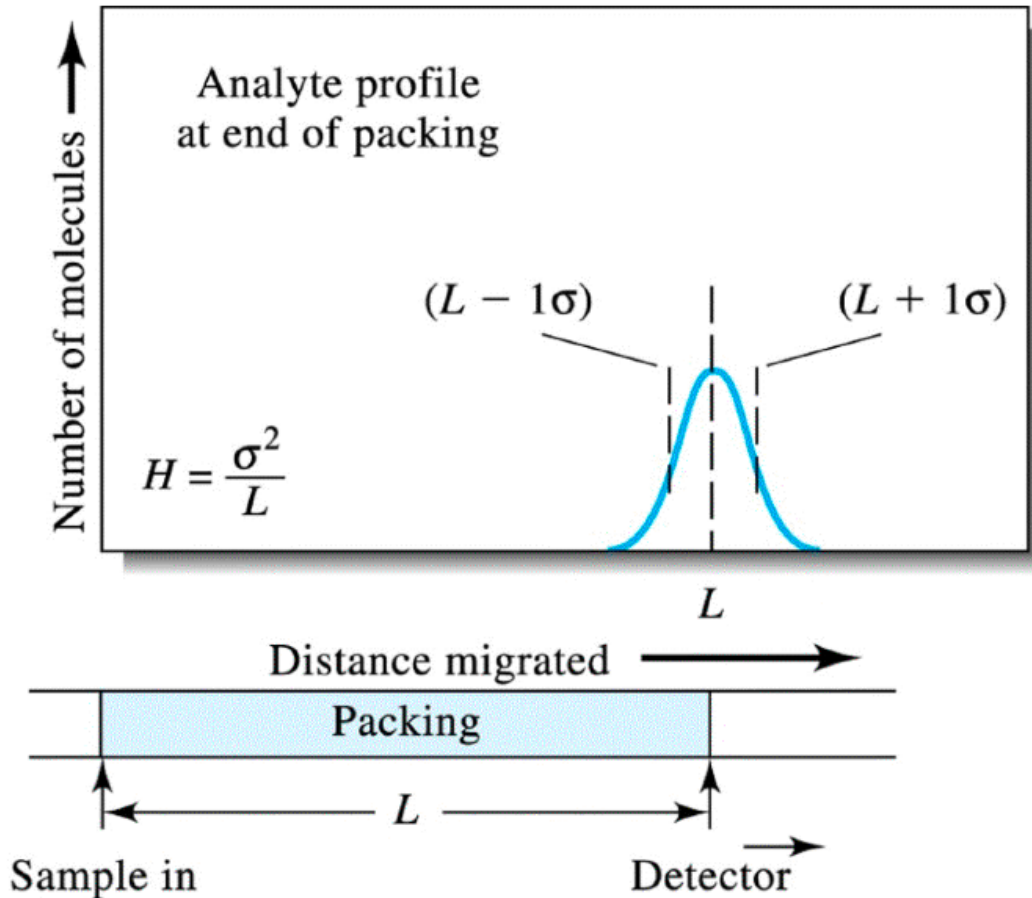 Number of molecules
Analyte profile
at end of packing
(L − 1σ)
(L + 1σ)
H = σ²/L
L
Distance migrated
Packing
L
Sample in
Detector